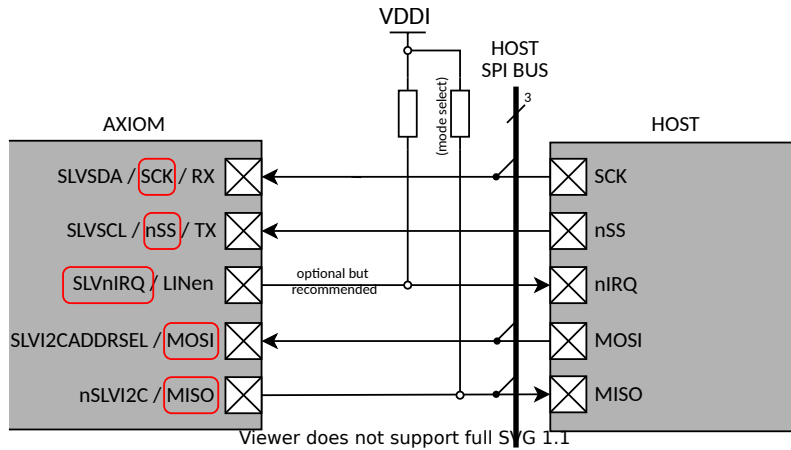 VDDI
HOST
SPI BUS
3
(mode select)
AXIOM
HOST
SLVSDA / SCK / RX
SCK
SLVSCL / nSS / TX
nSS
SLVnIRQ / LINen
optional but
recommended
nIRQ
SLVI2CADDRSEL / MOSI
MOSI
nSLVI2C / MISO
MISO
Viewer does not support full SVG 1.1